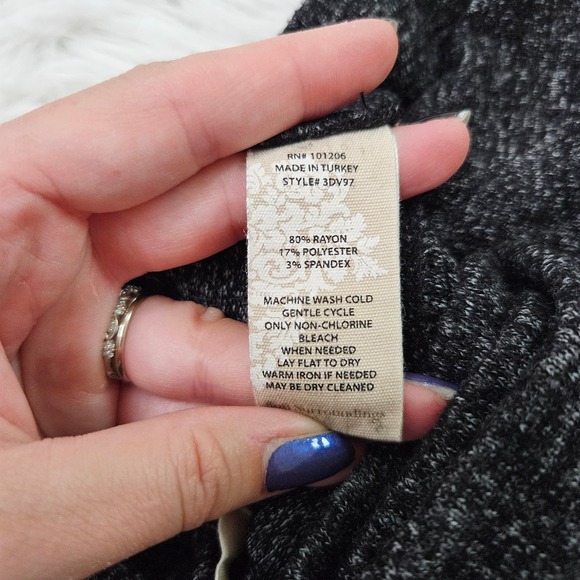 RN# 101206
MADE IN TURKEY
STYLE# 3DV97
80% RAYON
17% POLYESTER
3% SPANDEX
MACHINE WASH COLD
GENTLE CYCLE
ONLY NON-CHLORINE
BLEACH
WHEN NEEDED
LAY FLAT TO DRY
WARM IRON IF NEEDED
MAY BE DRY CLEANED
Surroundings